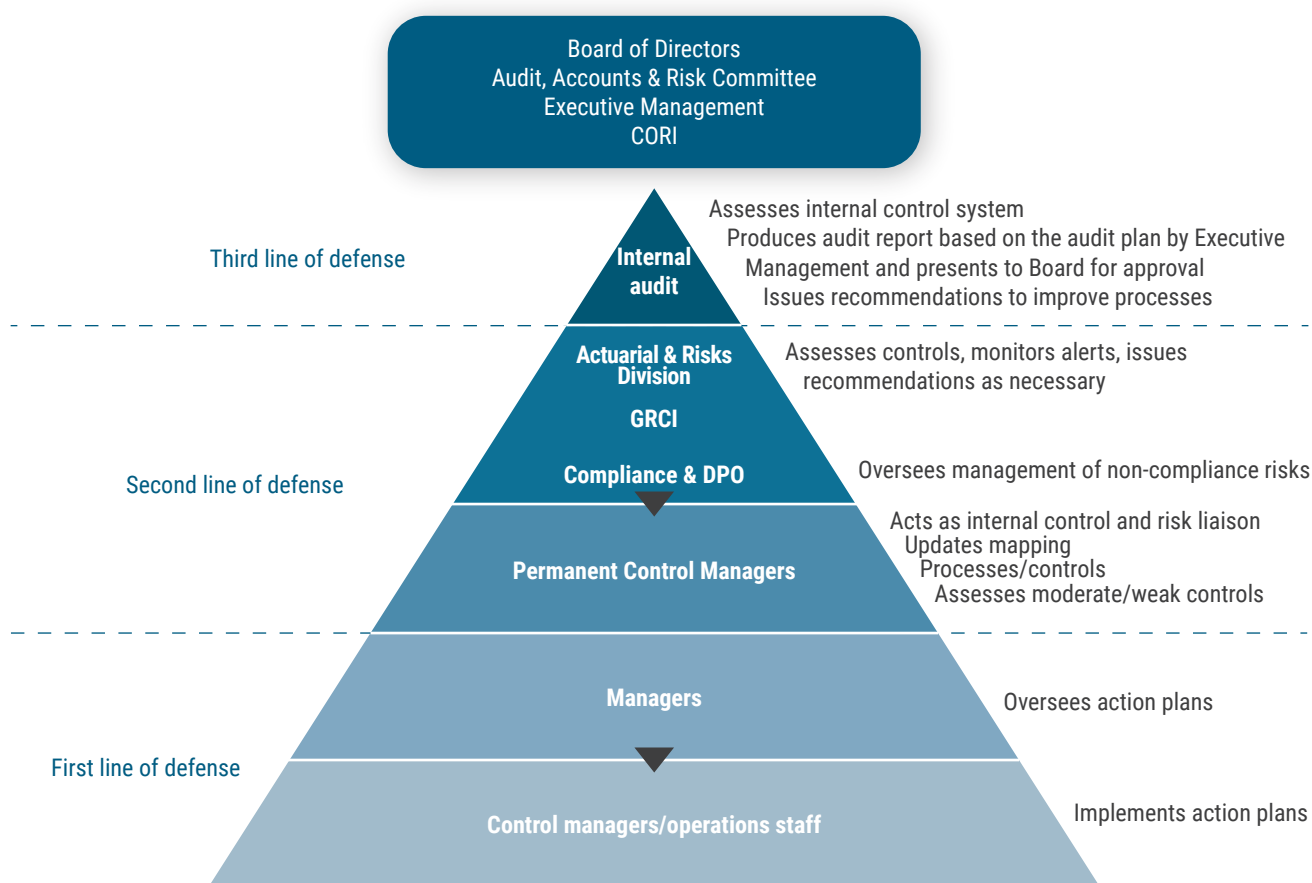 Board of Directors
Audit, Accounts & Risk Committee
Executive Management
CORI
Third line of defense
Internal
audit
Assesses internal control system
Produces audit report based on the audit plan by Executive
Management and presents to Board for approval
Issues recommendations to improve processes
Second line of defense
Actuarial & Risks
Division
GRCI
Compliance & DPO
Assesses controls, monitors alerts, issues
recommendations as necessary
Oversees management of non-compliance risks
Permanent Control Managers
Acts as internal control and risk liaison
Updates mapping
Processes/controls
Assesses moderate/weak controls
First line of defense
Managers
Oversees action plans
Control managers/operations staff
Implements action plans